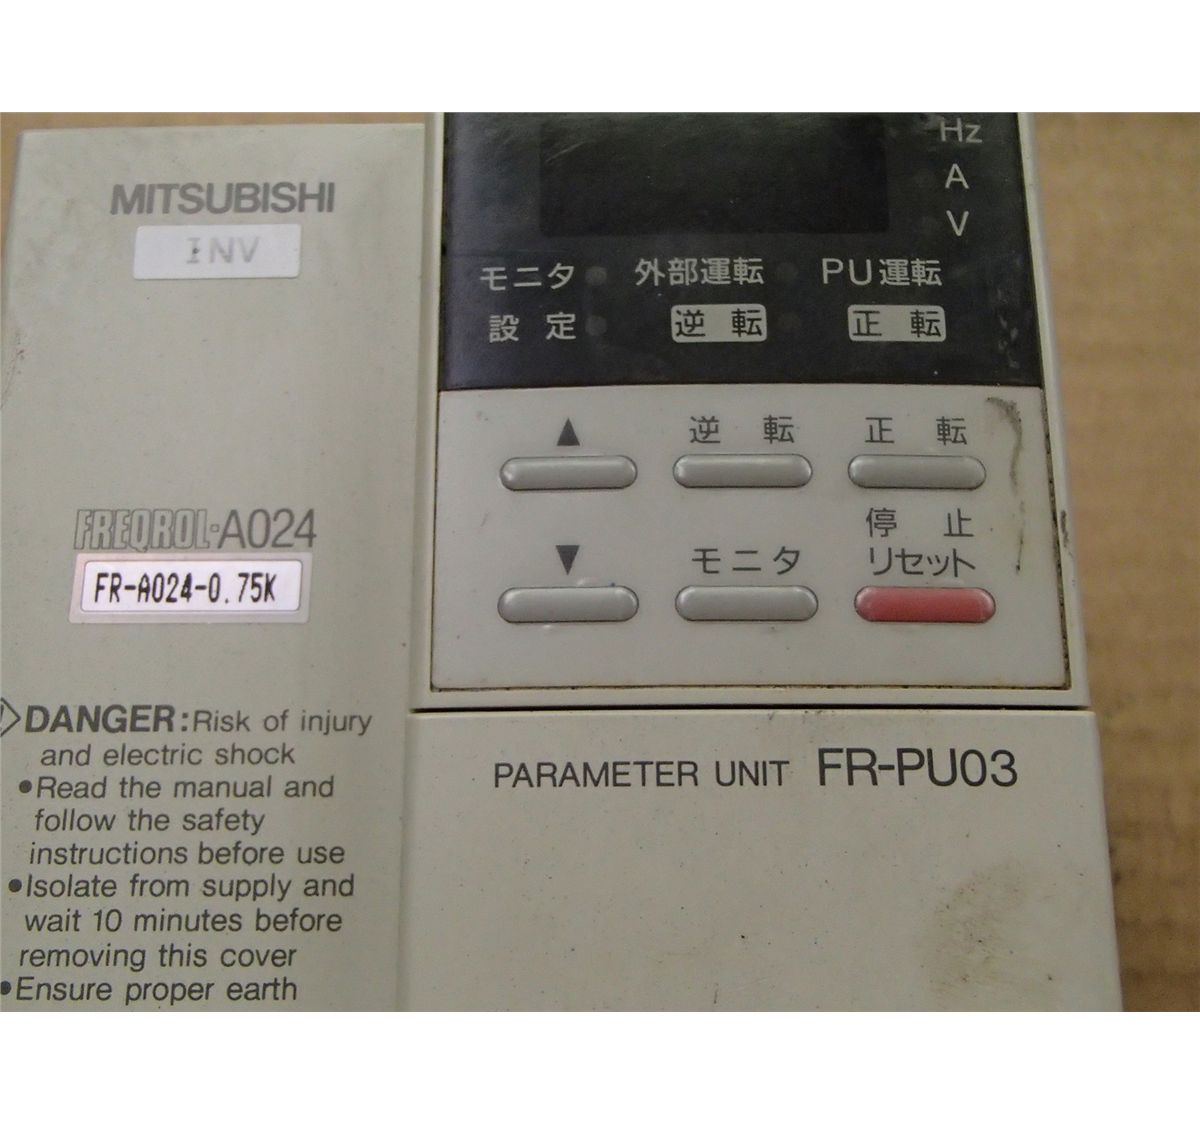 MITSUBISHI
INV
FREQROL-A024
FR-A024-0.75K
DANGER:Risk of injury
and electric shock
•Read the manual and
follow the safety
instructions before use
•Isolate from supply and
wait 10 minutes before
removing this cover
•Ensure proper earth
Hz
A
V
モニタ 外部運転 PU運転
設定 逆転 正転
▲ 逆転 正転
停止
▼ モニタ リセット
PARAMETER UNIT FR-PU03